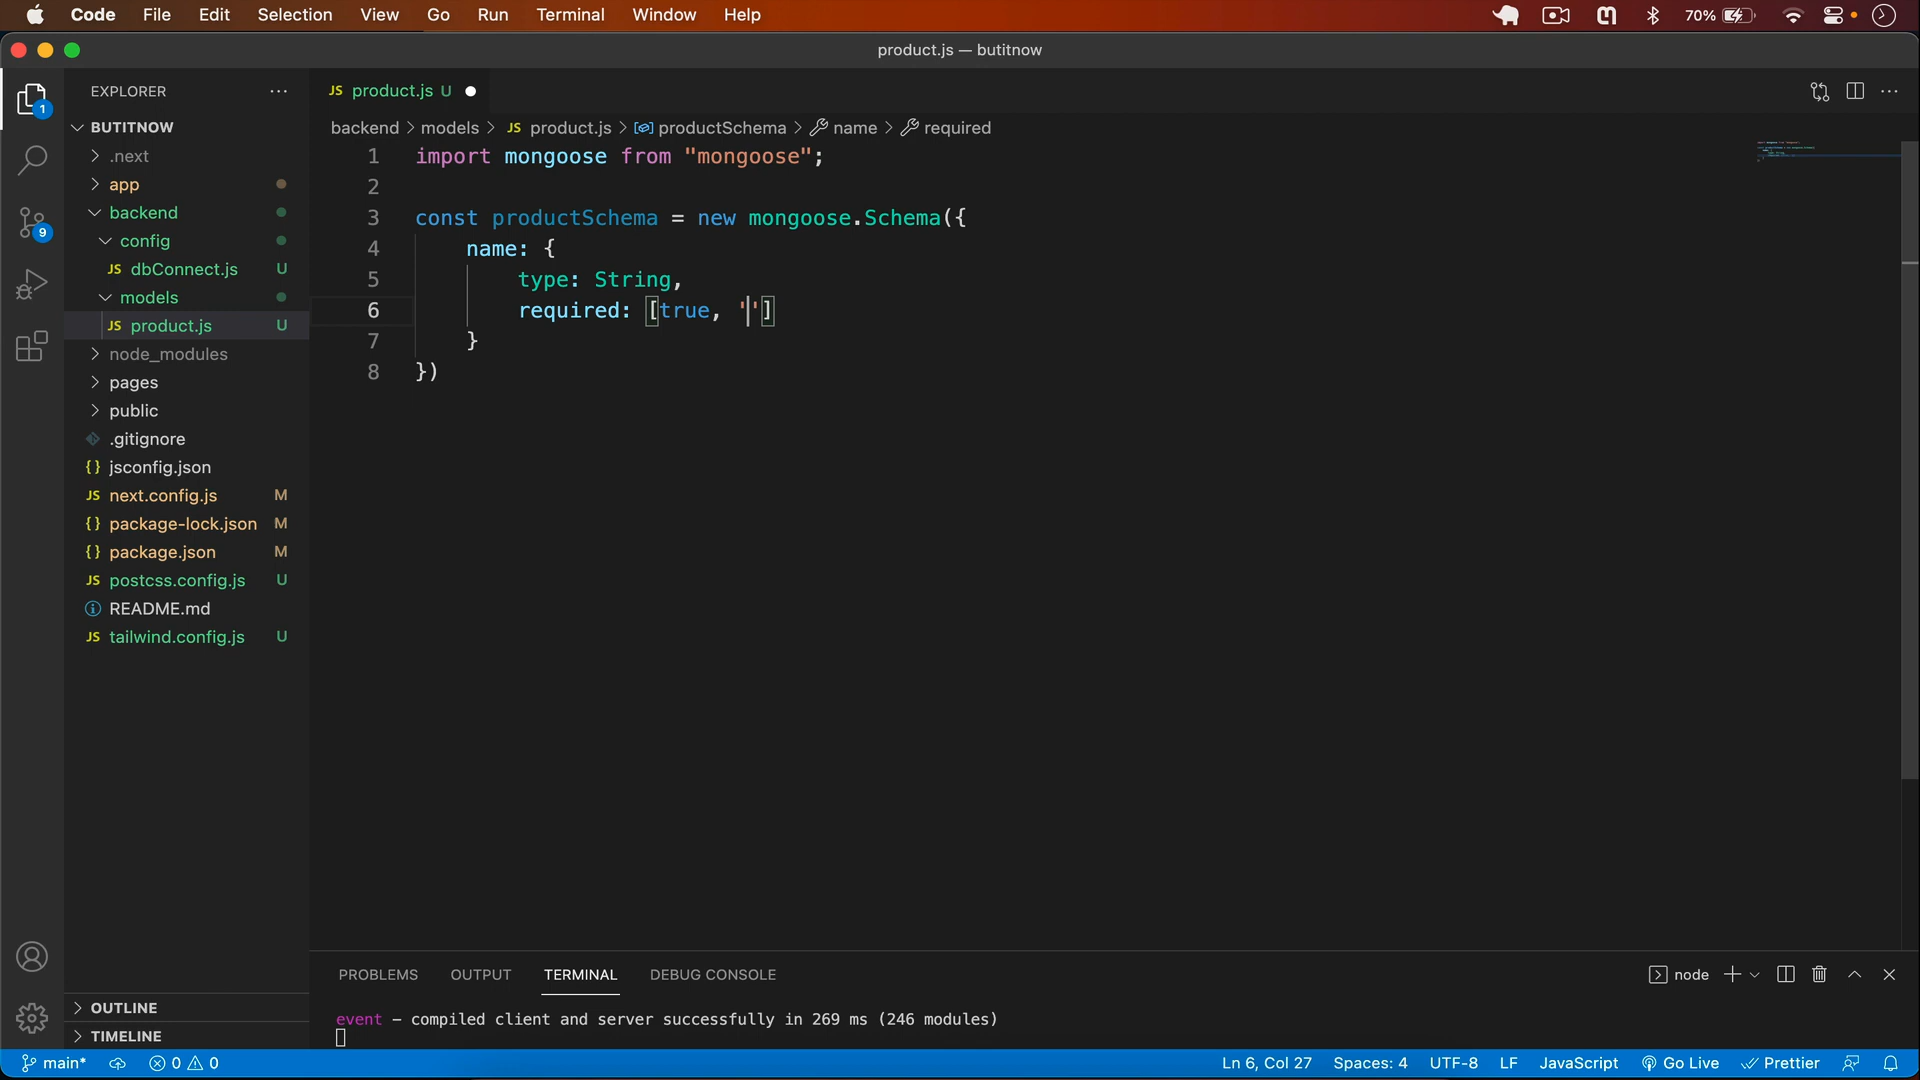 Code File Edit Selection View Go Run Terminal Window Help 70%
product.js — butitnow
EXPLORER
JS product.js U
1
BUTITNOW
backend > models > JS product.js > productSchema > name > required
.next
app
backend
config
JS dbConnect.js U
models
JS product.js U
node_modules
pages
public
.gitignore
{} jsconfig.json
JS next.config.js M
{} package-lock.json M
{} package.json M
JS postcss.config.js U
README.md
JS tailwind.config.js U
OUTLINE
TIMELINE
9
1 import mongoose from "mongoose";
2
3 const productSchema = new mongoose.Schema({
4 name: {
5 type: String,
6 required: [true, '']
7 }
8 })
PROBLEMS OUTPUT TERMINAL DEBUG CONSOLE node
event – compiled client and server successfully in 269 ms (246 modules)
main* 0 0 Ln 6, Col 27 Spaces: 4 UTF-8 LF JavaScript Go Live Prettier